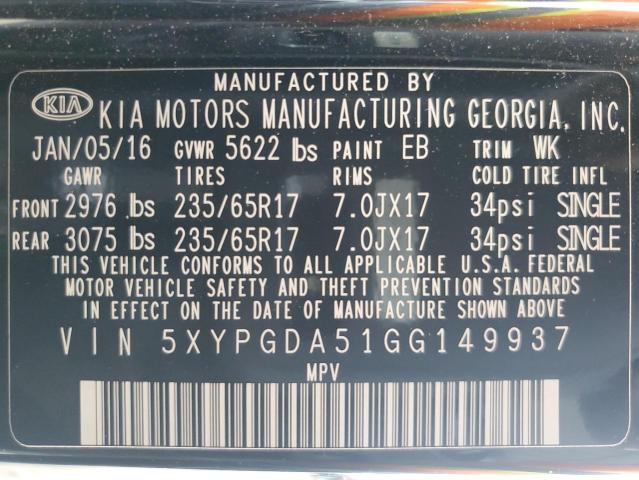 MANUFACTURED BY
KIA KIA MOTORS MANUFACTURING GEORGIA, INC.
JAN/05/16 GVWR 5622 lbs PAINT EB TRIM WK
GAWR TIRES RIMS COLD TIRE INFL
FRONT 2976 lbs 235/65R17 7.0JX17 34psi SINGLE
REAR 3075 lbs 235/65R17 7.0JX17 34psi SINGLE
THIS VEHICLE CONFORMS TO ALL APPLICABLE U.S.A. FEDERAL
MOTOR VEHICLE SAFETY AND THEFT PREVENTION STANDARDS
IN EFFECT ON THE DATE OF MANUFACTURE SHOWN ABOVE
VIN 5XYPGDA51GG149937
MPV